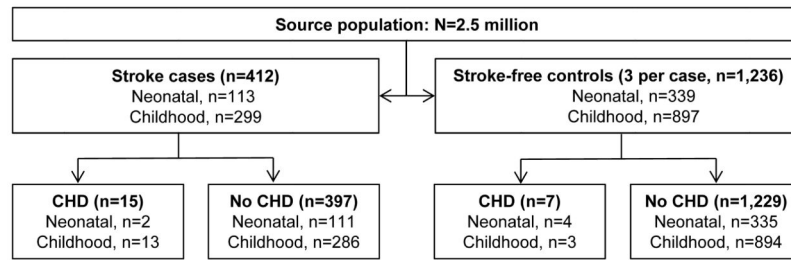 Source population: N=2.5 million
Stroke cases (n=412)
Neonatal, n=113
Childhood, n=299
Stroke-free controls (3 per case, n=1,236)
Neonatal, n=339
Childhood, n=897
CHD (n=15)
Neonatal, n=2
Childhood, n=13
No CHD (n=397)
Neonatal, n=111
Childhood, n=286
CHD (n=7)
Neonatal, n=4
Childhood, n=3
No CHD (n=1,229)
Neonatal, n=335
Childhood, n=894